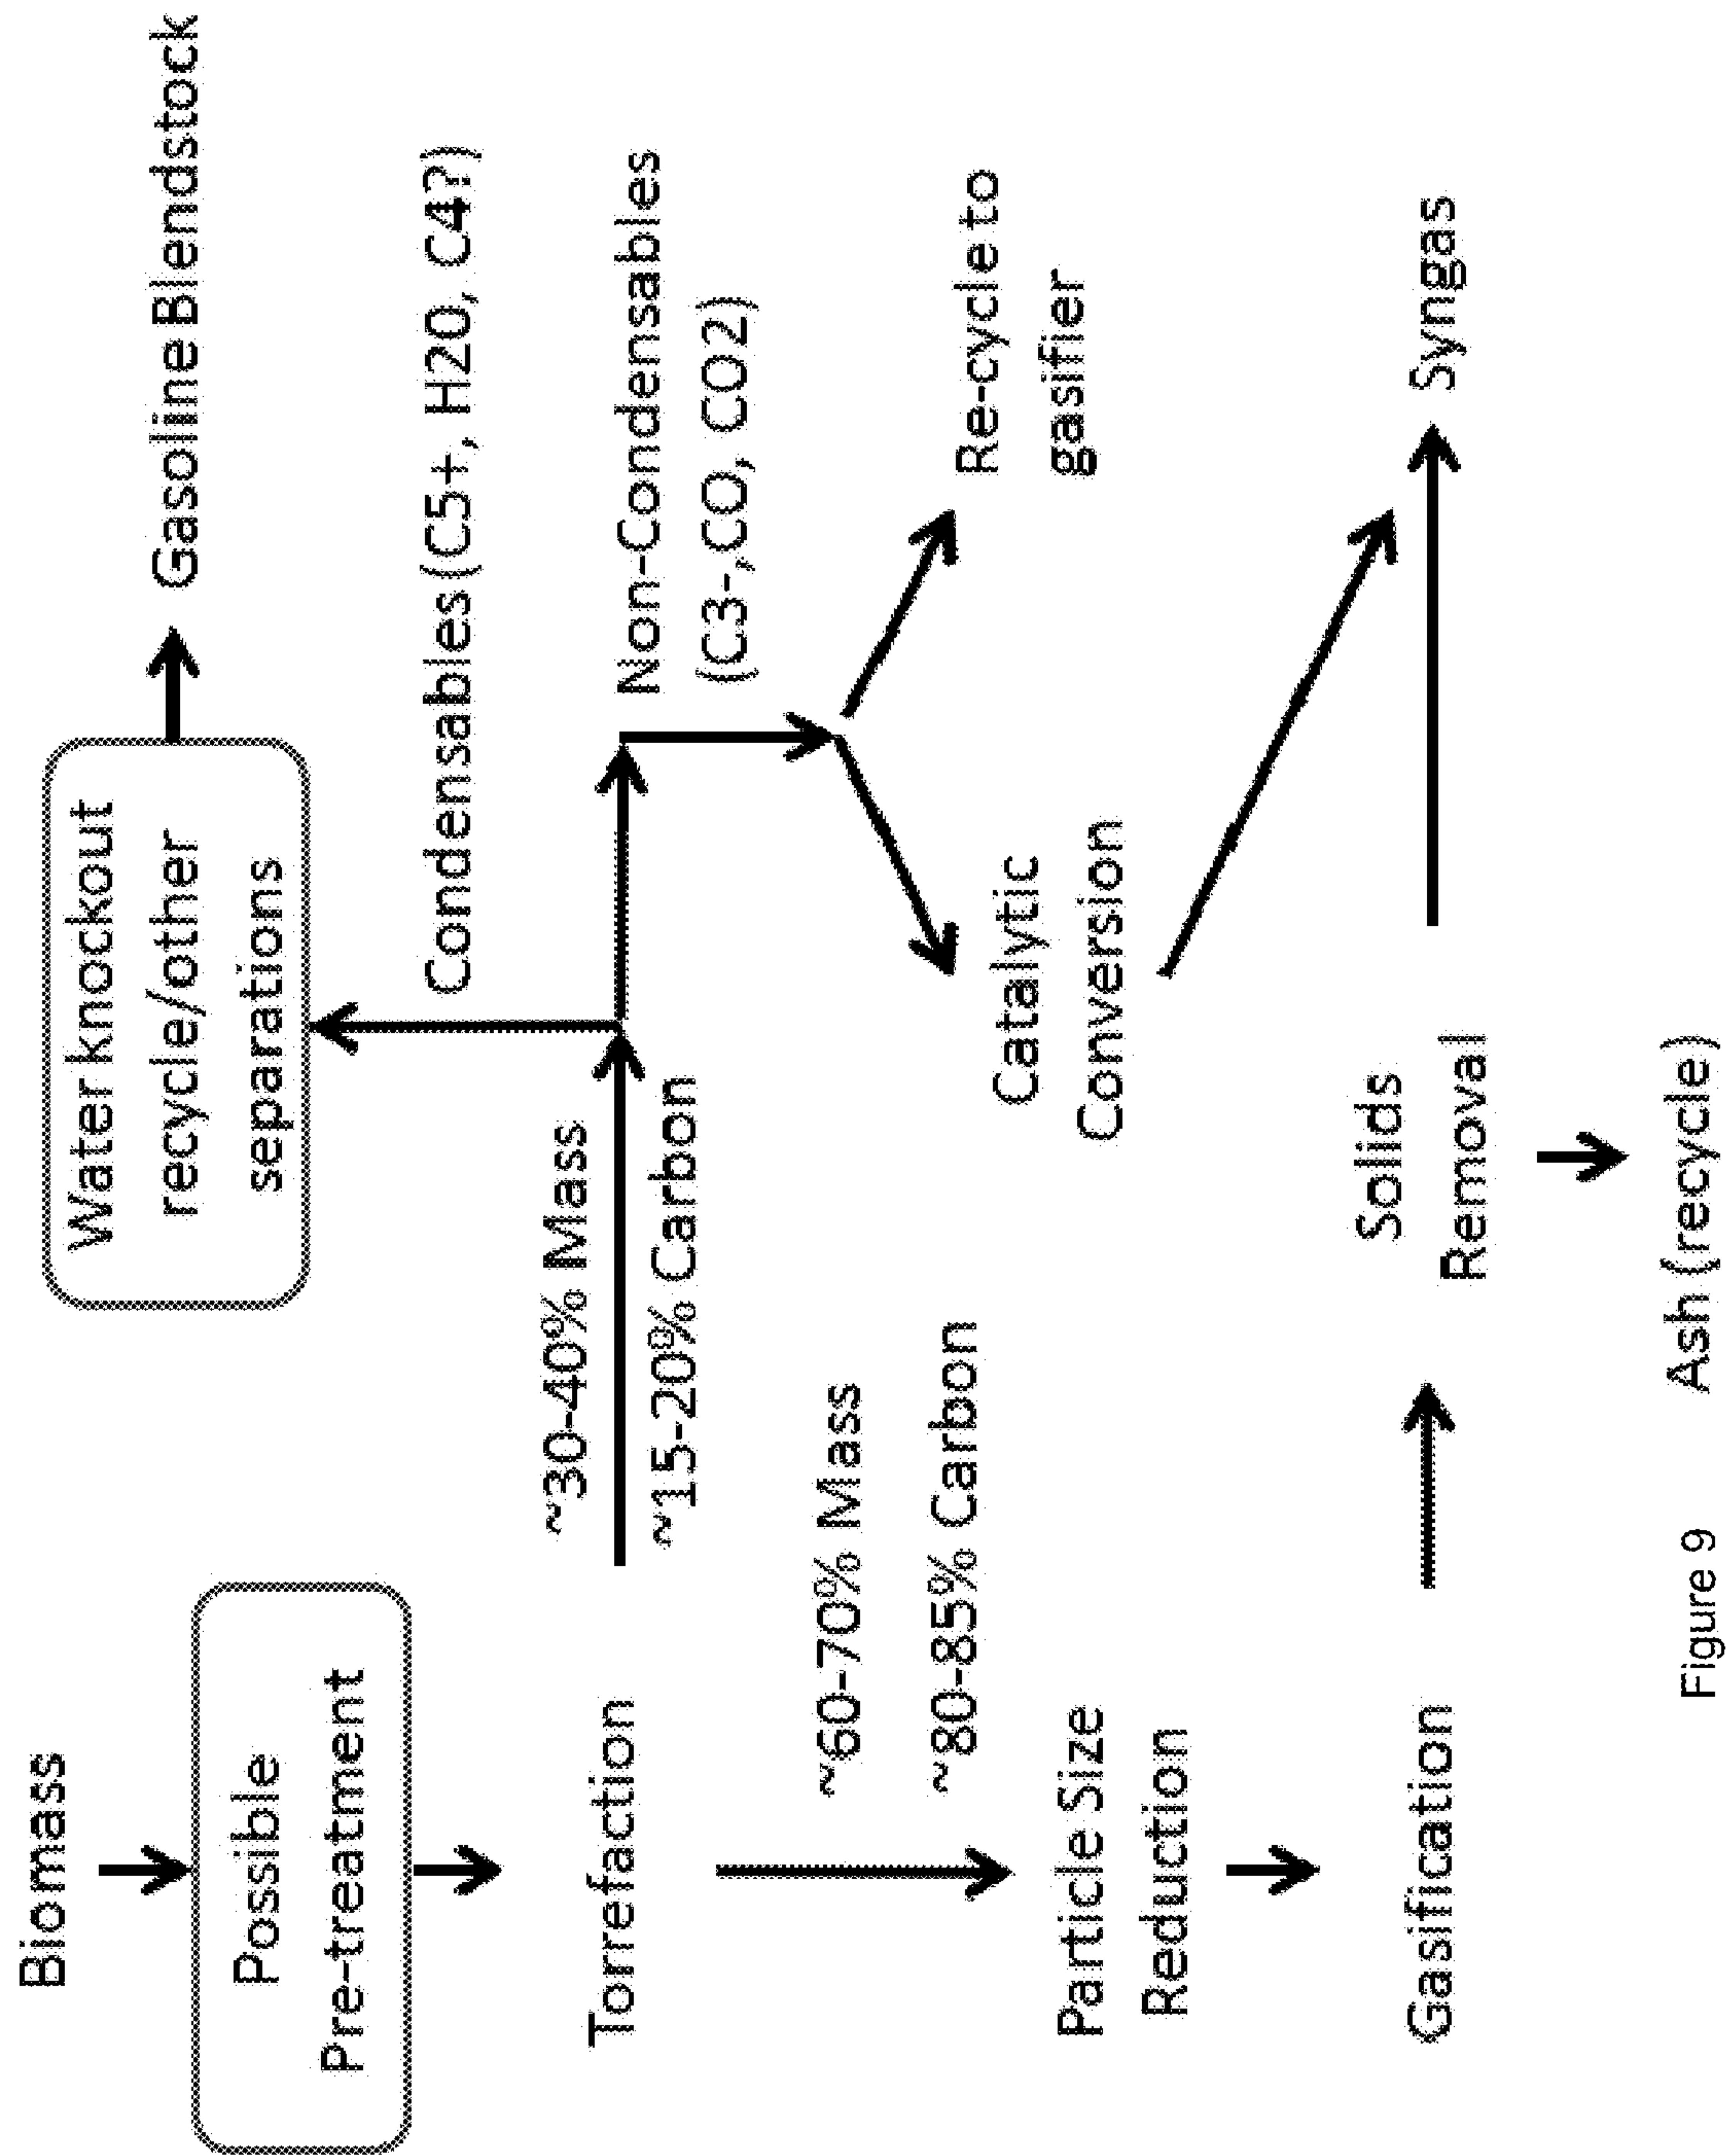 Biomass
Possible
Pre-treatment
Torrefaction
~60-70% Mass
~80-85% Carbon
Particle Size
Reduction
Gasification
~30-40% Mass
~15-20% Carbon
Water knockout
recycle/other
separations
Gasoline Blendstock
Condensables (C5+, H20, C4?)
Non-Condensables
(C3-,CO, CO2)
Re-cycle to
gasifier
Catalytic
Conversion
Solids
Removal
Syngas
Ash (recycle)
Figure 9